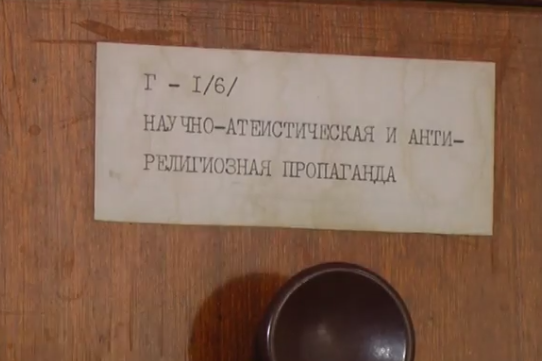 Г - I/6/
НАУЧНО-АТЕИСТИЧЕСКАЯ И АНТИ-
РЕЛИГИОЗНАЯ ПРОПАГАНДА